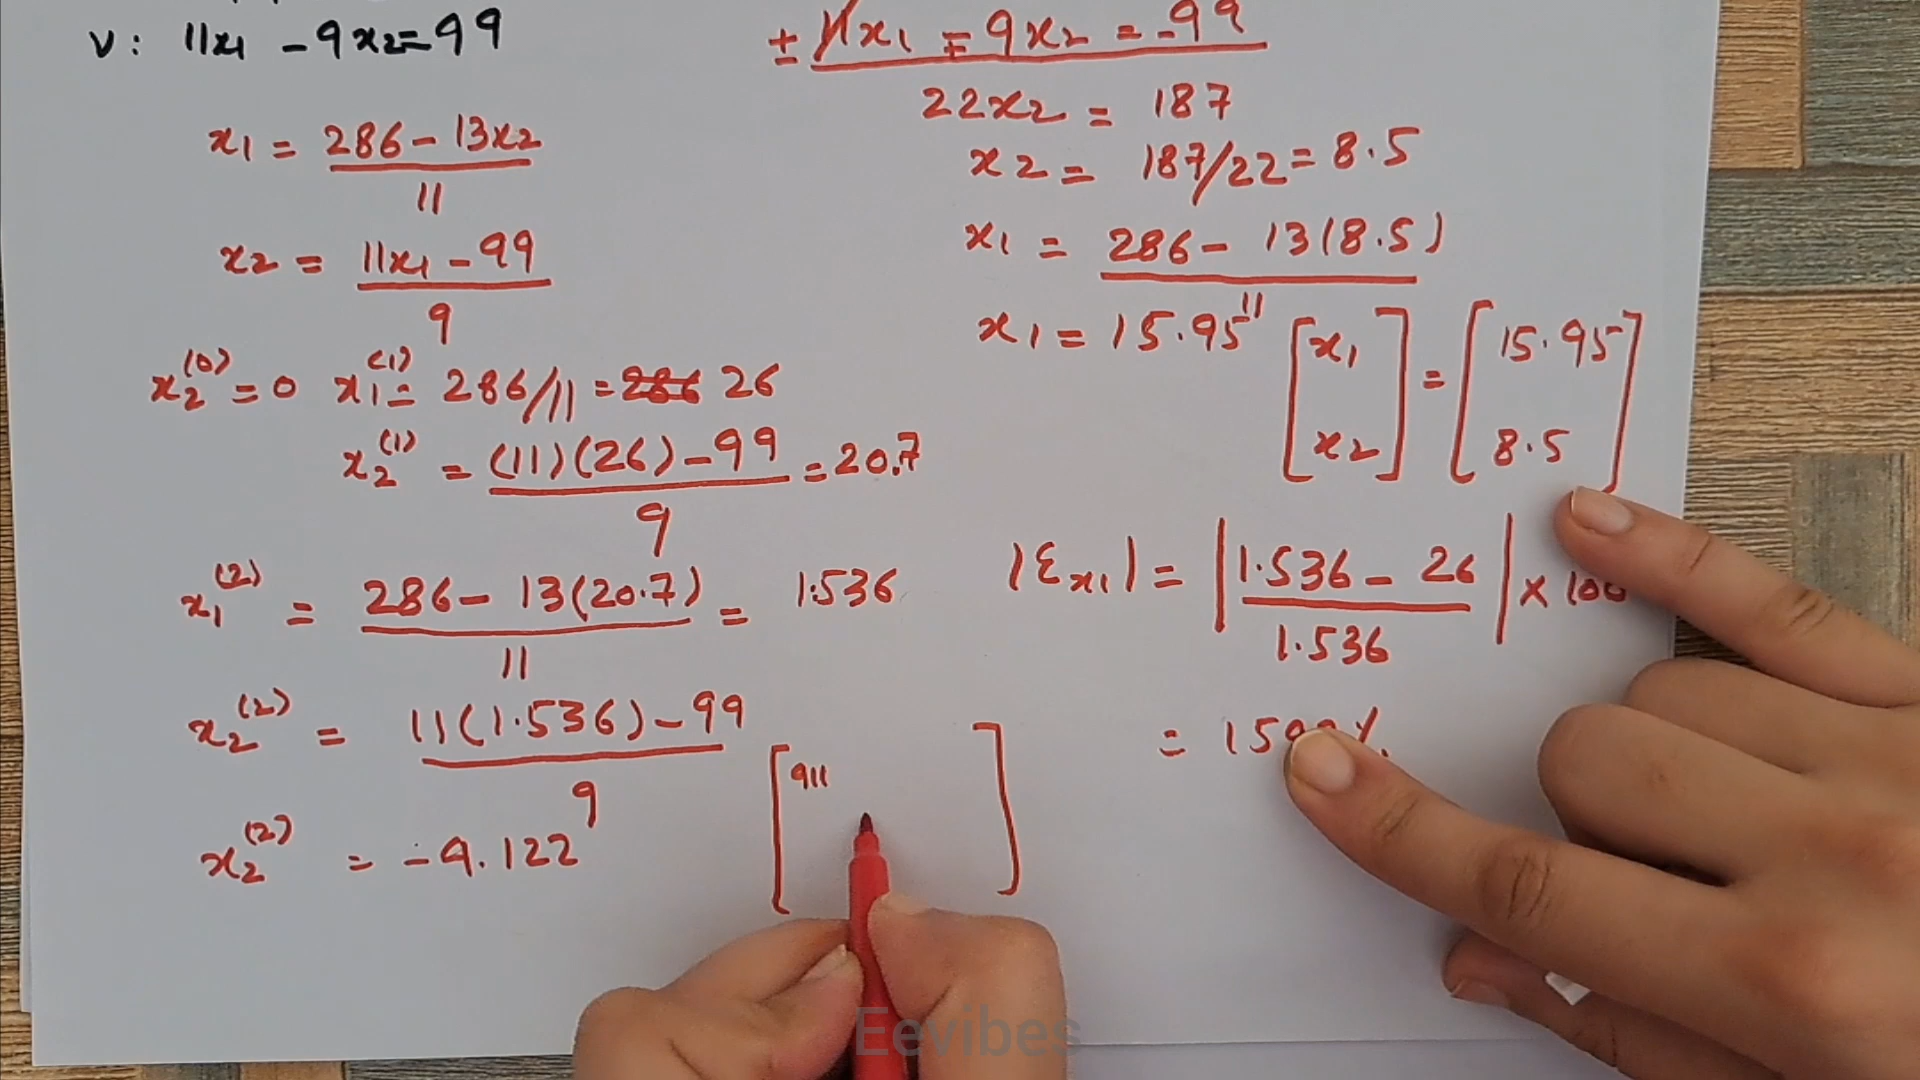 v: 11x1 - 9x2 = 99
x1 = 286 - 13x2
11
x2 = 11x1 - 99
9
x2(0) = 0 x1(1) = 286/11 = 26
x2(1) = (11)(26) - 99 = 20.7
9
x1(2) = 286 - 13(20.7) = 1.536
11
x2(2) = 11(1.536) - 99
9
x2(2) = -9.122
[a11 ]
± 11x1 ∓ 9x2 = -99
22x2 = 187
x2 = 187/22 = 8.5
x1 = 286 - 13(8.5)
11
x1 = 15.95 [x1 x2] = [15.95 8.5]
|εx1| = |1.536 - 26| × 100
1.536
Eevibes